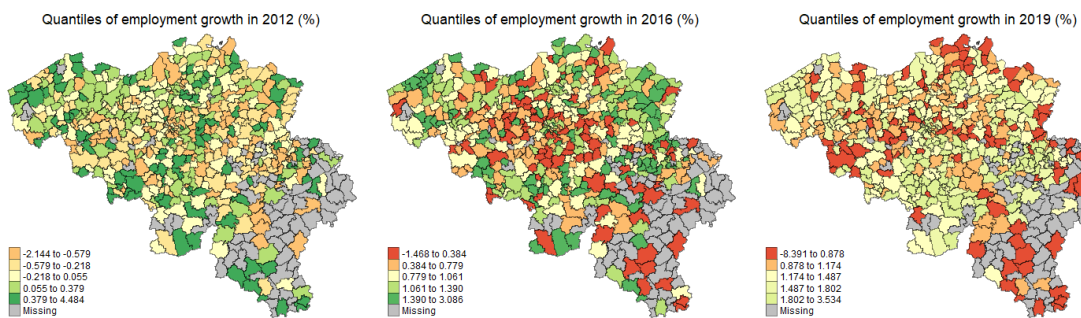 Quantiles of employment growth in 2012 (%)
-2.144 to -0.579
-0.579 to -0.218
-0.218 to 0.055
0.055 to 0.379
0.379 to 4.484
Missing
Quantiles of employment growth in 2016 (%)
-1.468 to 0.384
0.384 to 0.779
0.779 to 1.061
1.061 to 1.390
1.390 to 3.086
Missing
Quantiles of employment growth in 2019 (%)
-8.391 to 0.878
0.878 to 1.174
1.174 to 1.487
1.487 to 1.802
1.802 to 3.534
Missing